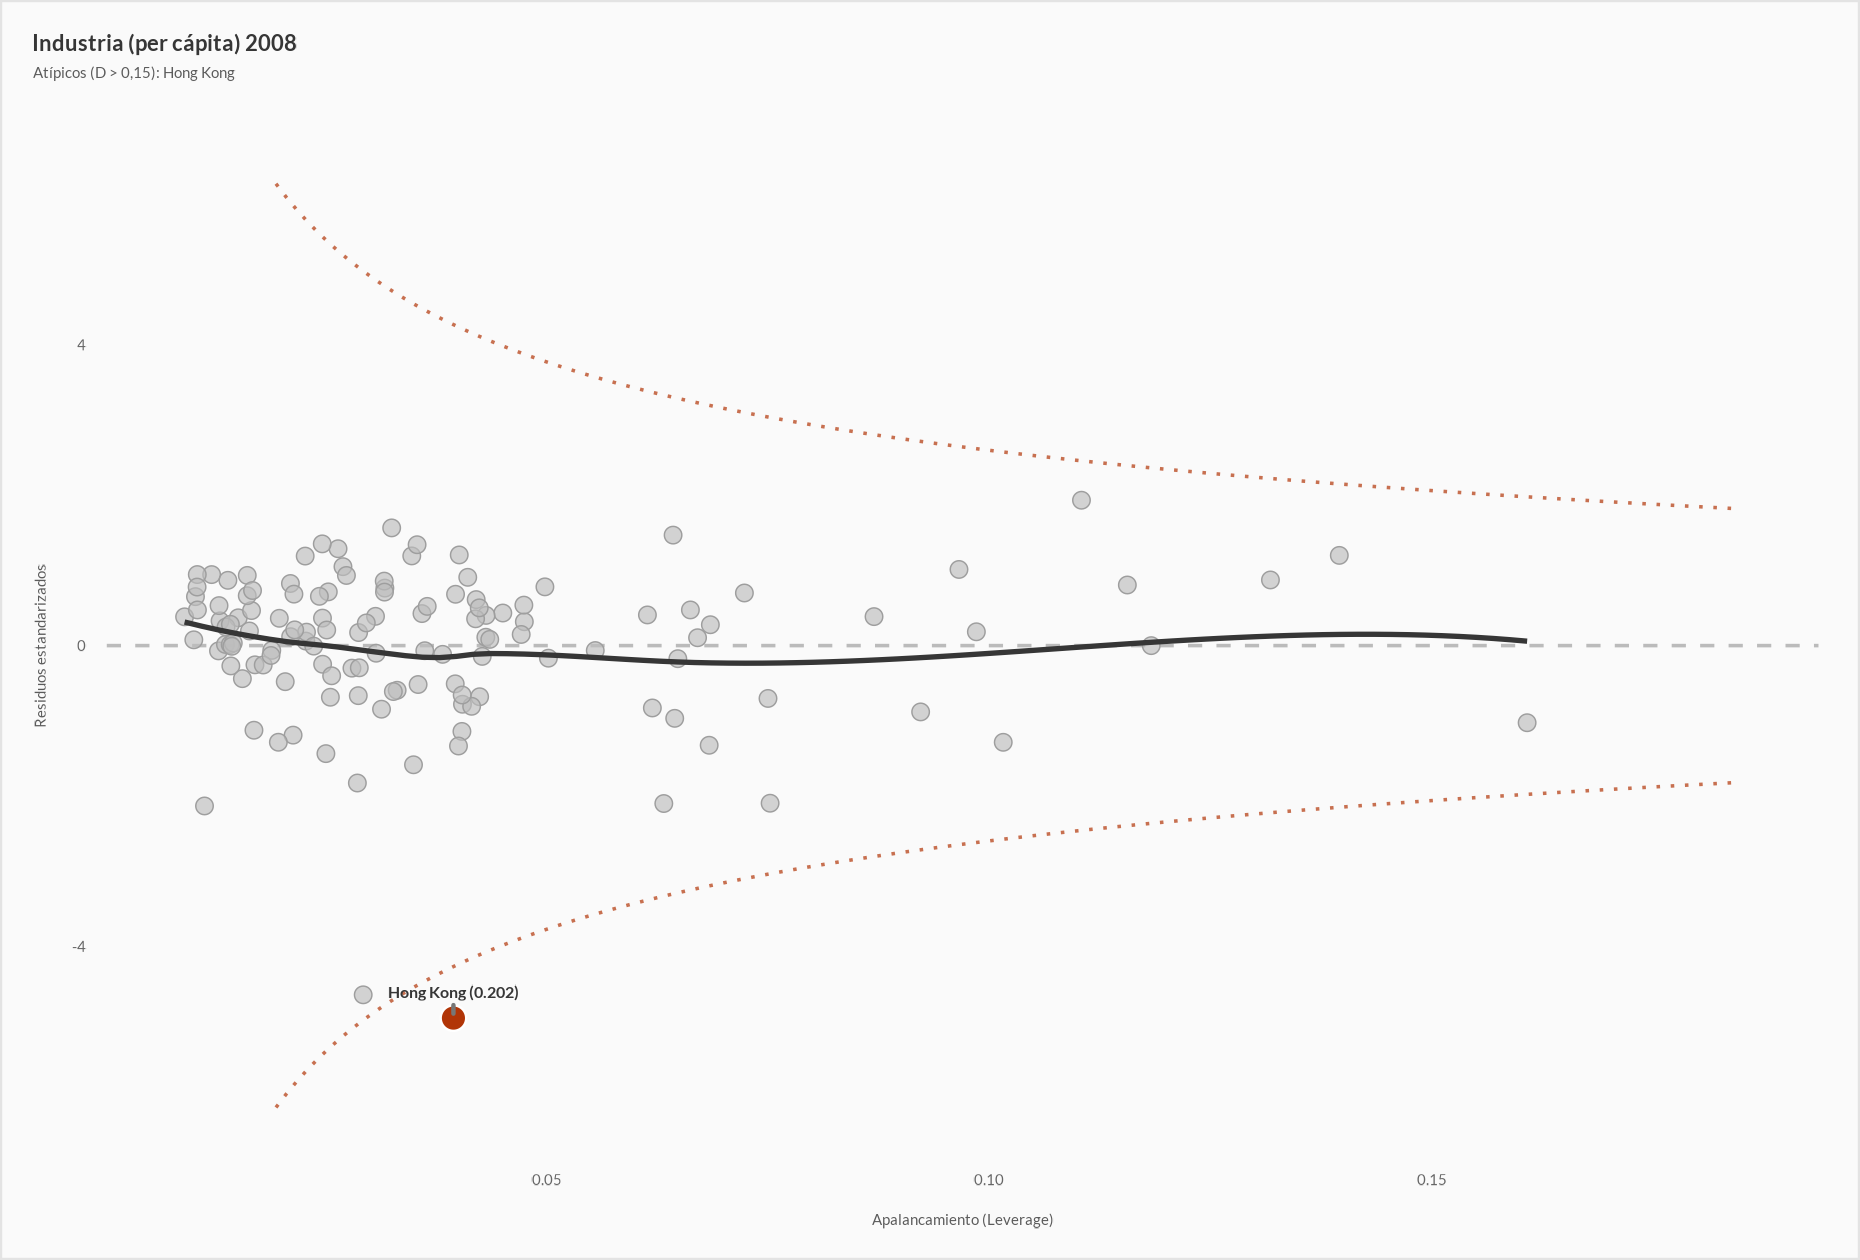 Industria (per cápita) 2008
Atípicos (D > 0,15): Hong Kong
Residuos estandarizados
4
0
-4
Hong Kong (0.202)
0.05
0.10
0.15
Apalancamiento (Leverage)